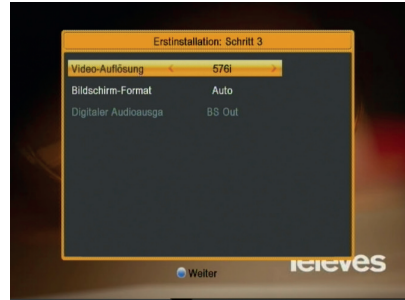 Erstinstallation: Schritt 3
Video-Auflösung < 576i >
Bildschirm-Format Auto
Digitaler Audioausga BS Out
Weiter
Televes